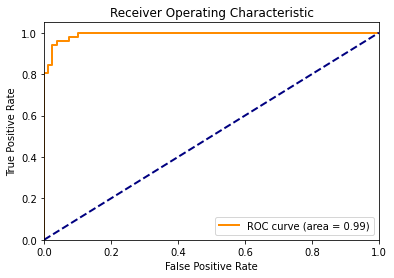 Receiver Operating Characteristic
True Positive Rate
1.0
0.8
0.6
0.4
0.2
0.0
ROC curve (area = 0.99)
0.0 0.2 0.4 0.6 0.8 1.0
False Positive Rate